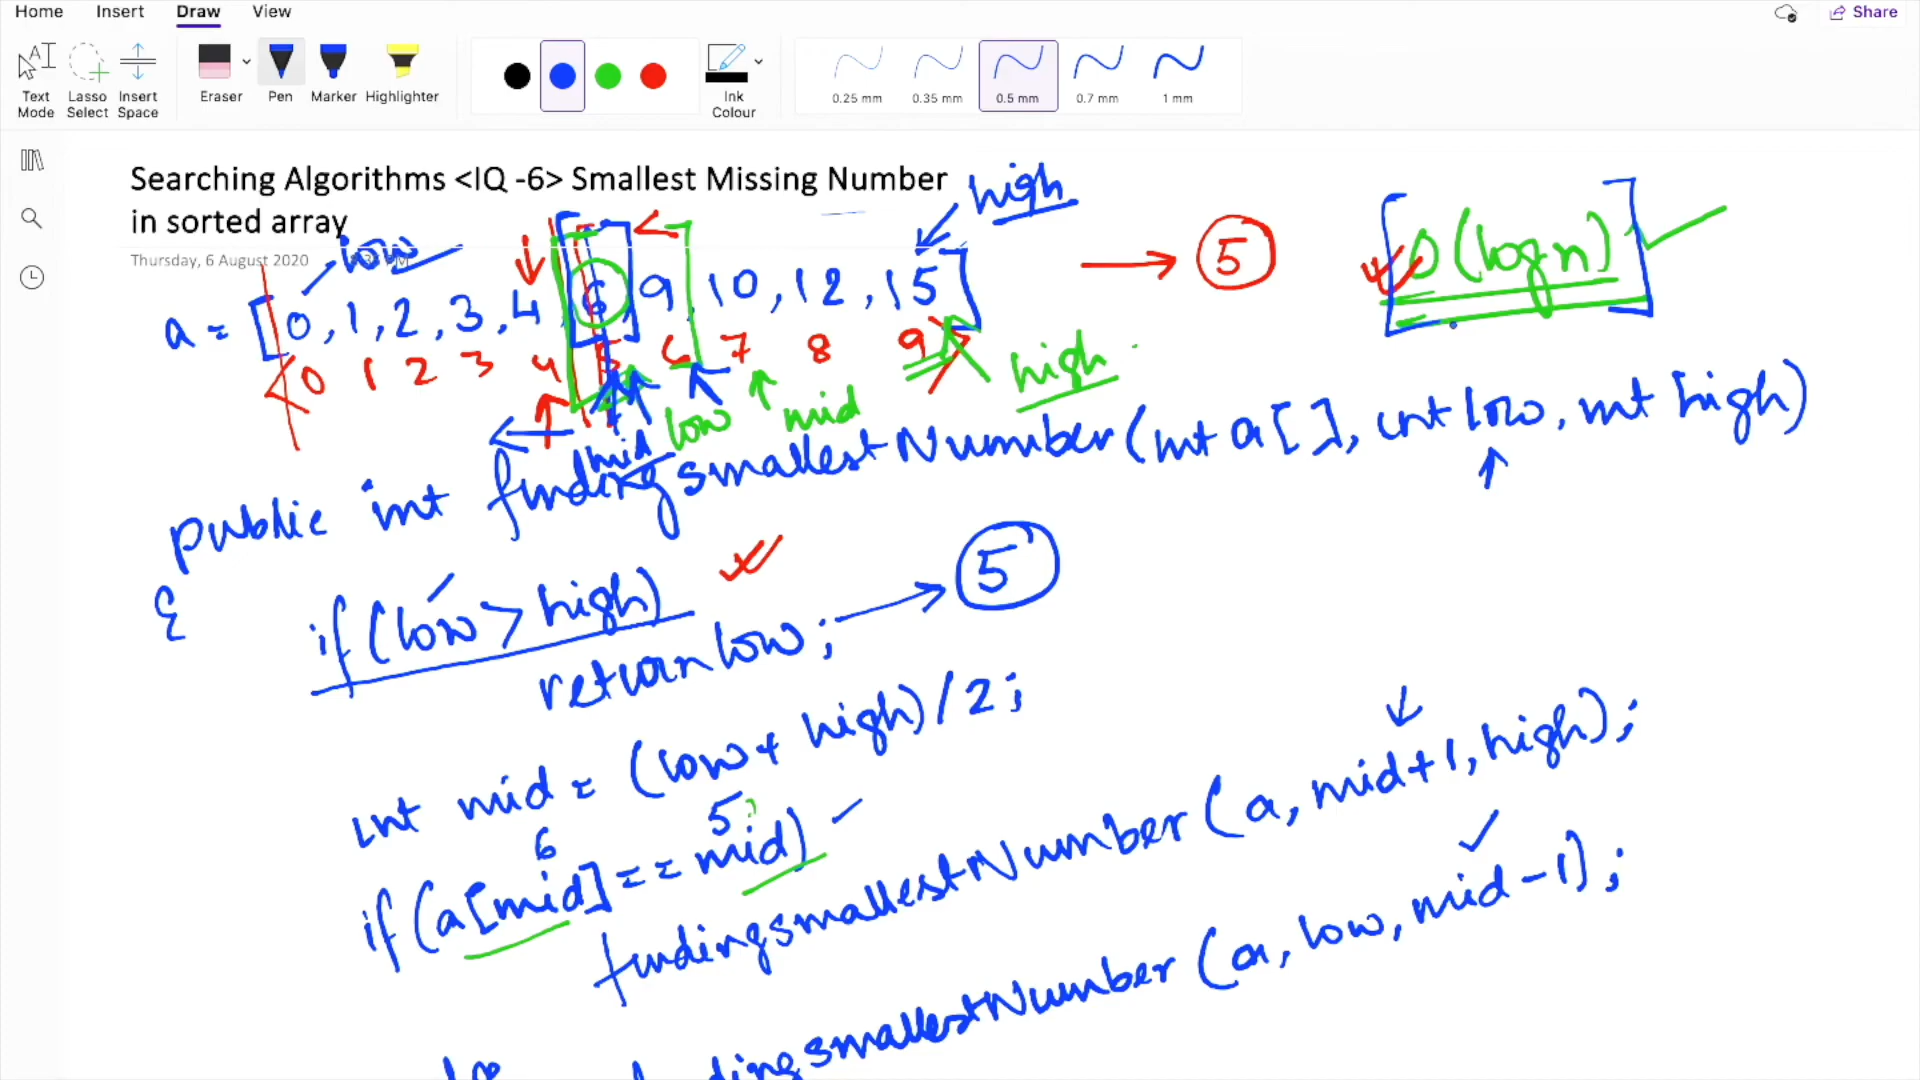 Home Insert Draw View Share
Text Mode Lasso Select Insert Space Eraser Pen Marker Highlighter Ink Colour 0.25 mm 0.35 mm 0.5 mm 0.7 mm 1 mm
Searching Algorithms <IQ -6> Smallest Missing Number
in sorted array
Thursday, 6 August 2020
low
high
a = [0, 1, 2, 3, 4, 6, 9, 10, 12, 15]
→ 5
[O(log n)]
0 1 2 3 4 5 6 7 8 9
high
mid low mid
public int findingsmallestNumber(int a[], int low, int high)
{
if(low > high)
return low; → 5
int mid = (low + high)/2;
6 5?
if(a[mid] == mid)
findingsmallestNumber(a, mid+1, high);
findingsmallestNumber(a, low, mid-1);